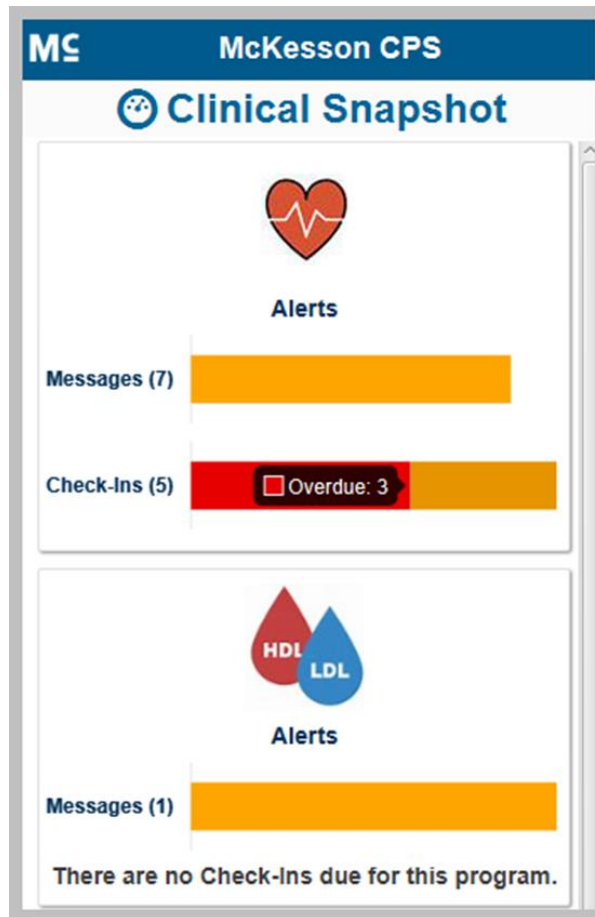 MC McKesson CPS
Clinical Snapshot
Alerts
Messages (7)
Check-Ins (5)
Overdue: 3
HDL
LDL
Alerts
Messages (1)
There are no Check-Ins due for this program.